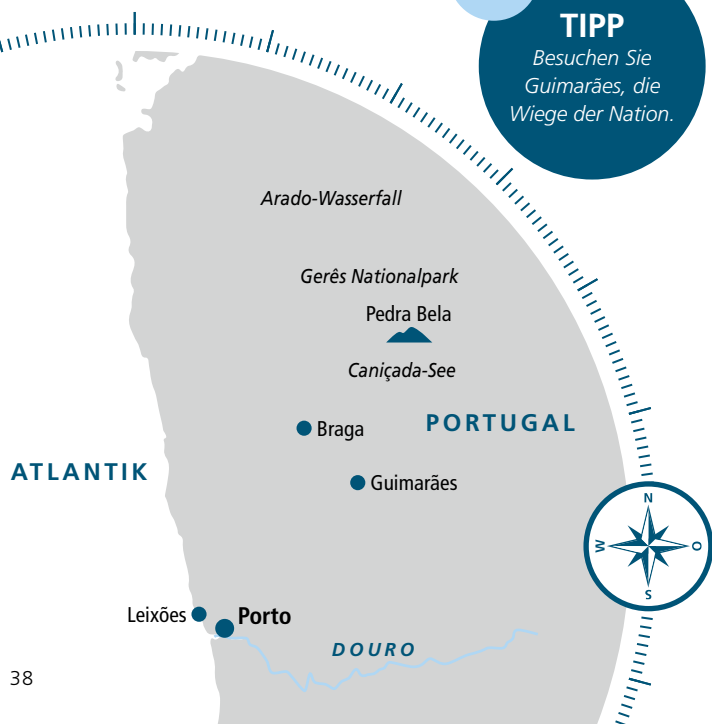 TIPP
Besuchen Sie
Guimarães, die
Wiege der Nation.
Arado-Wasserfall
Gerês Nationalpark
Pedra Bela
Caniçada-See
PORTUGAL
Braga
ATLANTIK
Guimarães
N
W
O
S
Leixões
Porto
DOURO
38